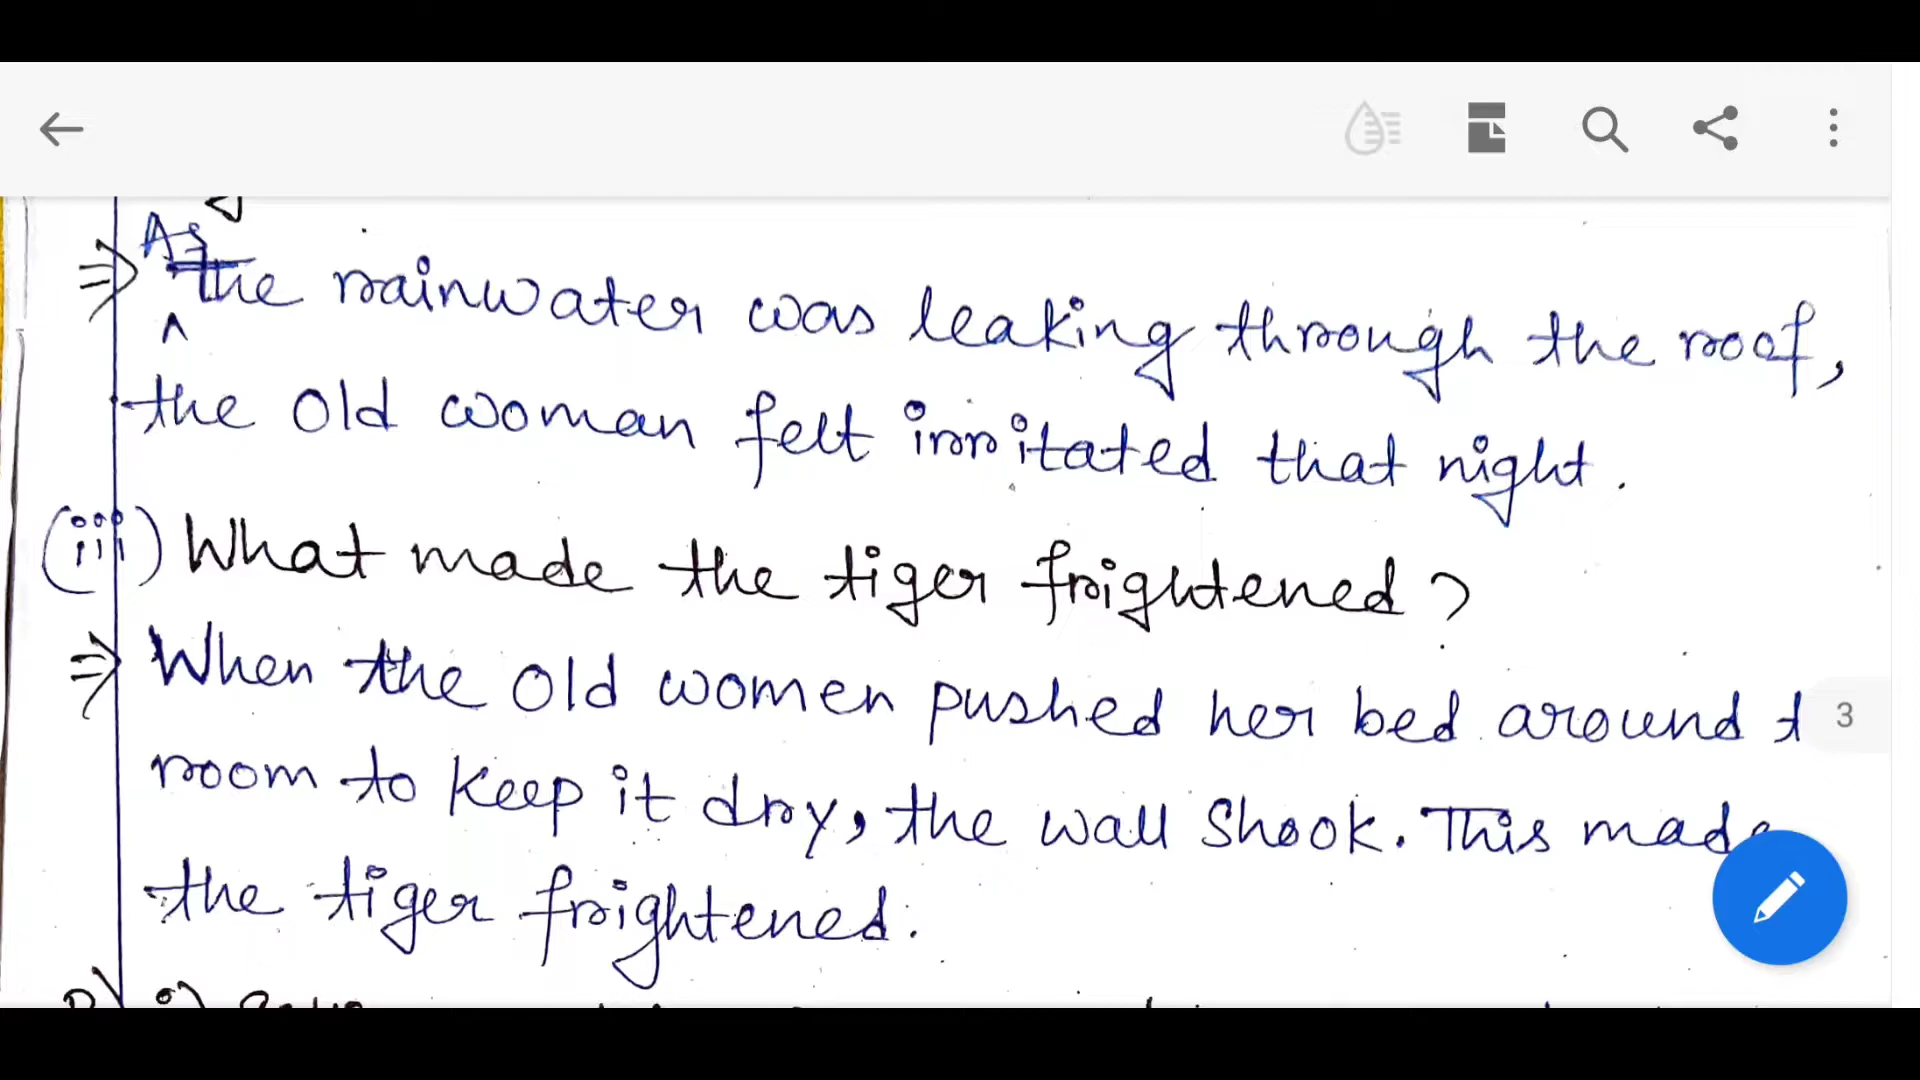 ⇒ As the rainwater was leaking through the roof,
the old woman felt irritated that night.
(iii) What made the tiger frightened?
⇒ When the old women pushed her bed around
3
room to keep it dry, the wall shook. This made
the tiger frightened.